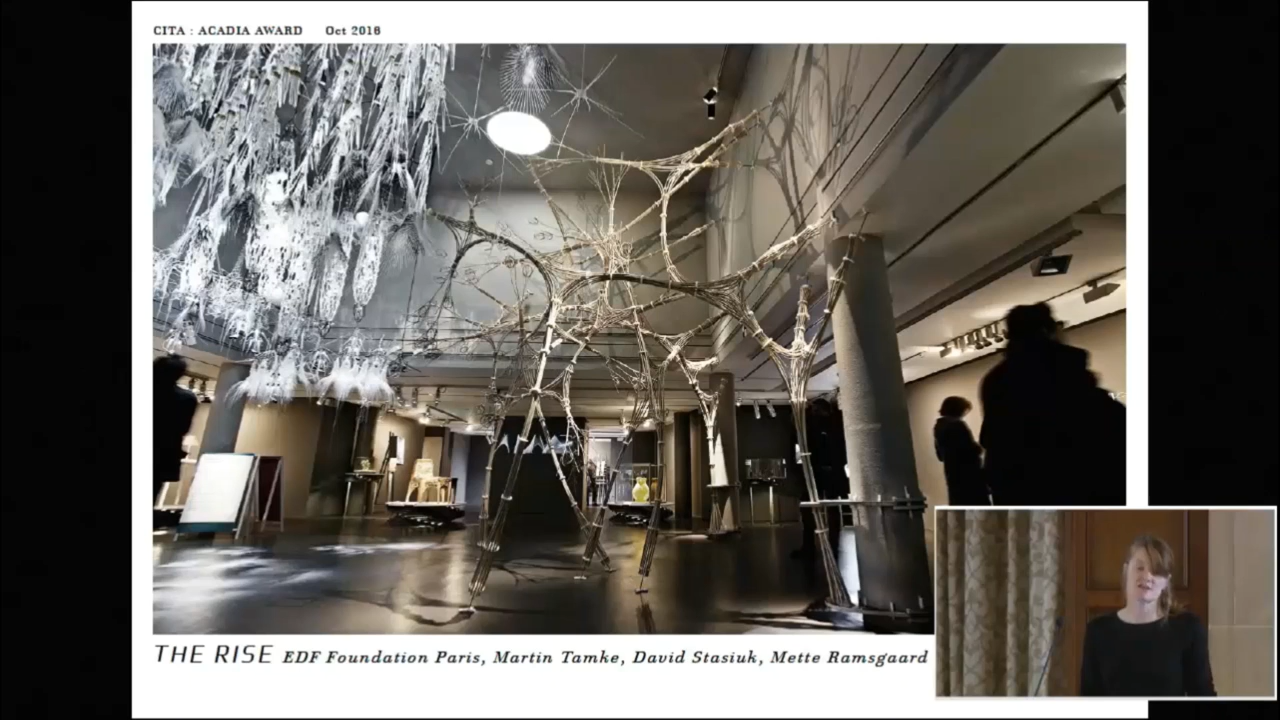 CITA : ACADIA AWARD Oct 2016
THE RISE EDF Foundation Paris, Martin Tamke, David Stasiuk, Mette Ramsgaard